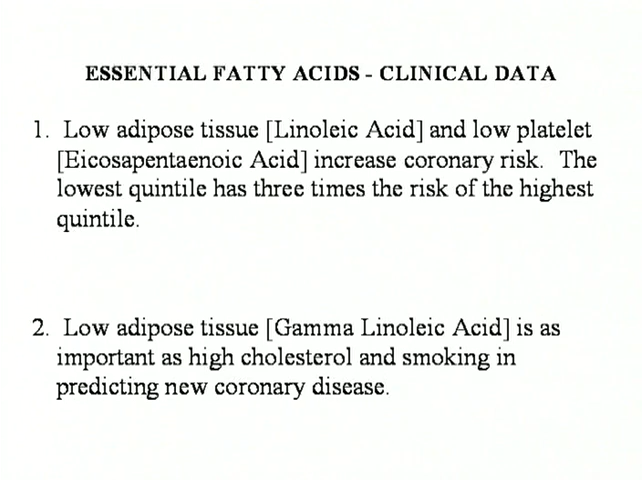 ESSENTIAL FATTY ACIDS - CLINICAL DATA
1. Low adipose tissue [Linoleic Acid] and low platelet
[Eicosapentaenoic Acid] increase coronary risk. The
lowest quintile has three times the risk of the highest
quintile.
2. Low adipose tissue [Gamma Linoleic Acid] is as
important as high cholesterol and smoking in
predicting new coronary disease.